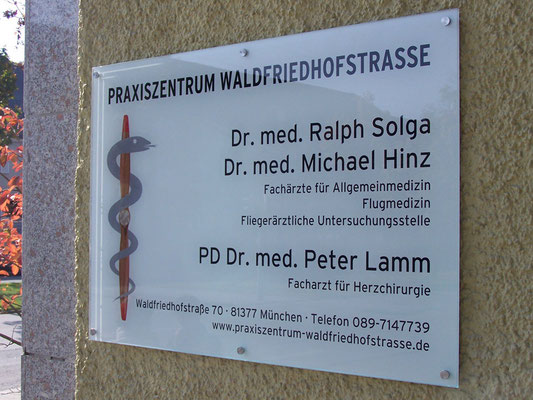 PRAXISZENTRUM WALDFRIEDHOFSTRASSE
Dr. med. Ralph Solga
Dr. med. Michael Hinz
Fachärzte für Allgemeinmedizin
Flugmedizin
Fliegerärztliche Untersuchungsstelle
PD Dr. med. Peter Lamm
Facharzt für Herzchirurgie
Waldfriedhofstraße 70 · 81377 München · Telefon 089-7147739
www.praxiszentrum-waldfriedhofstrasse.de